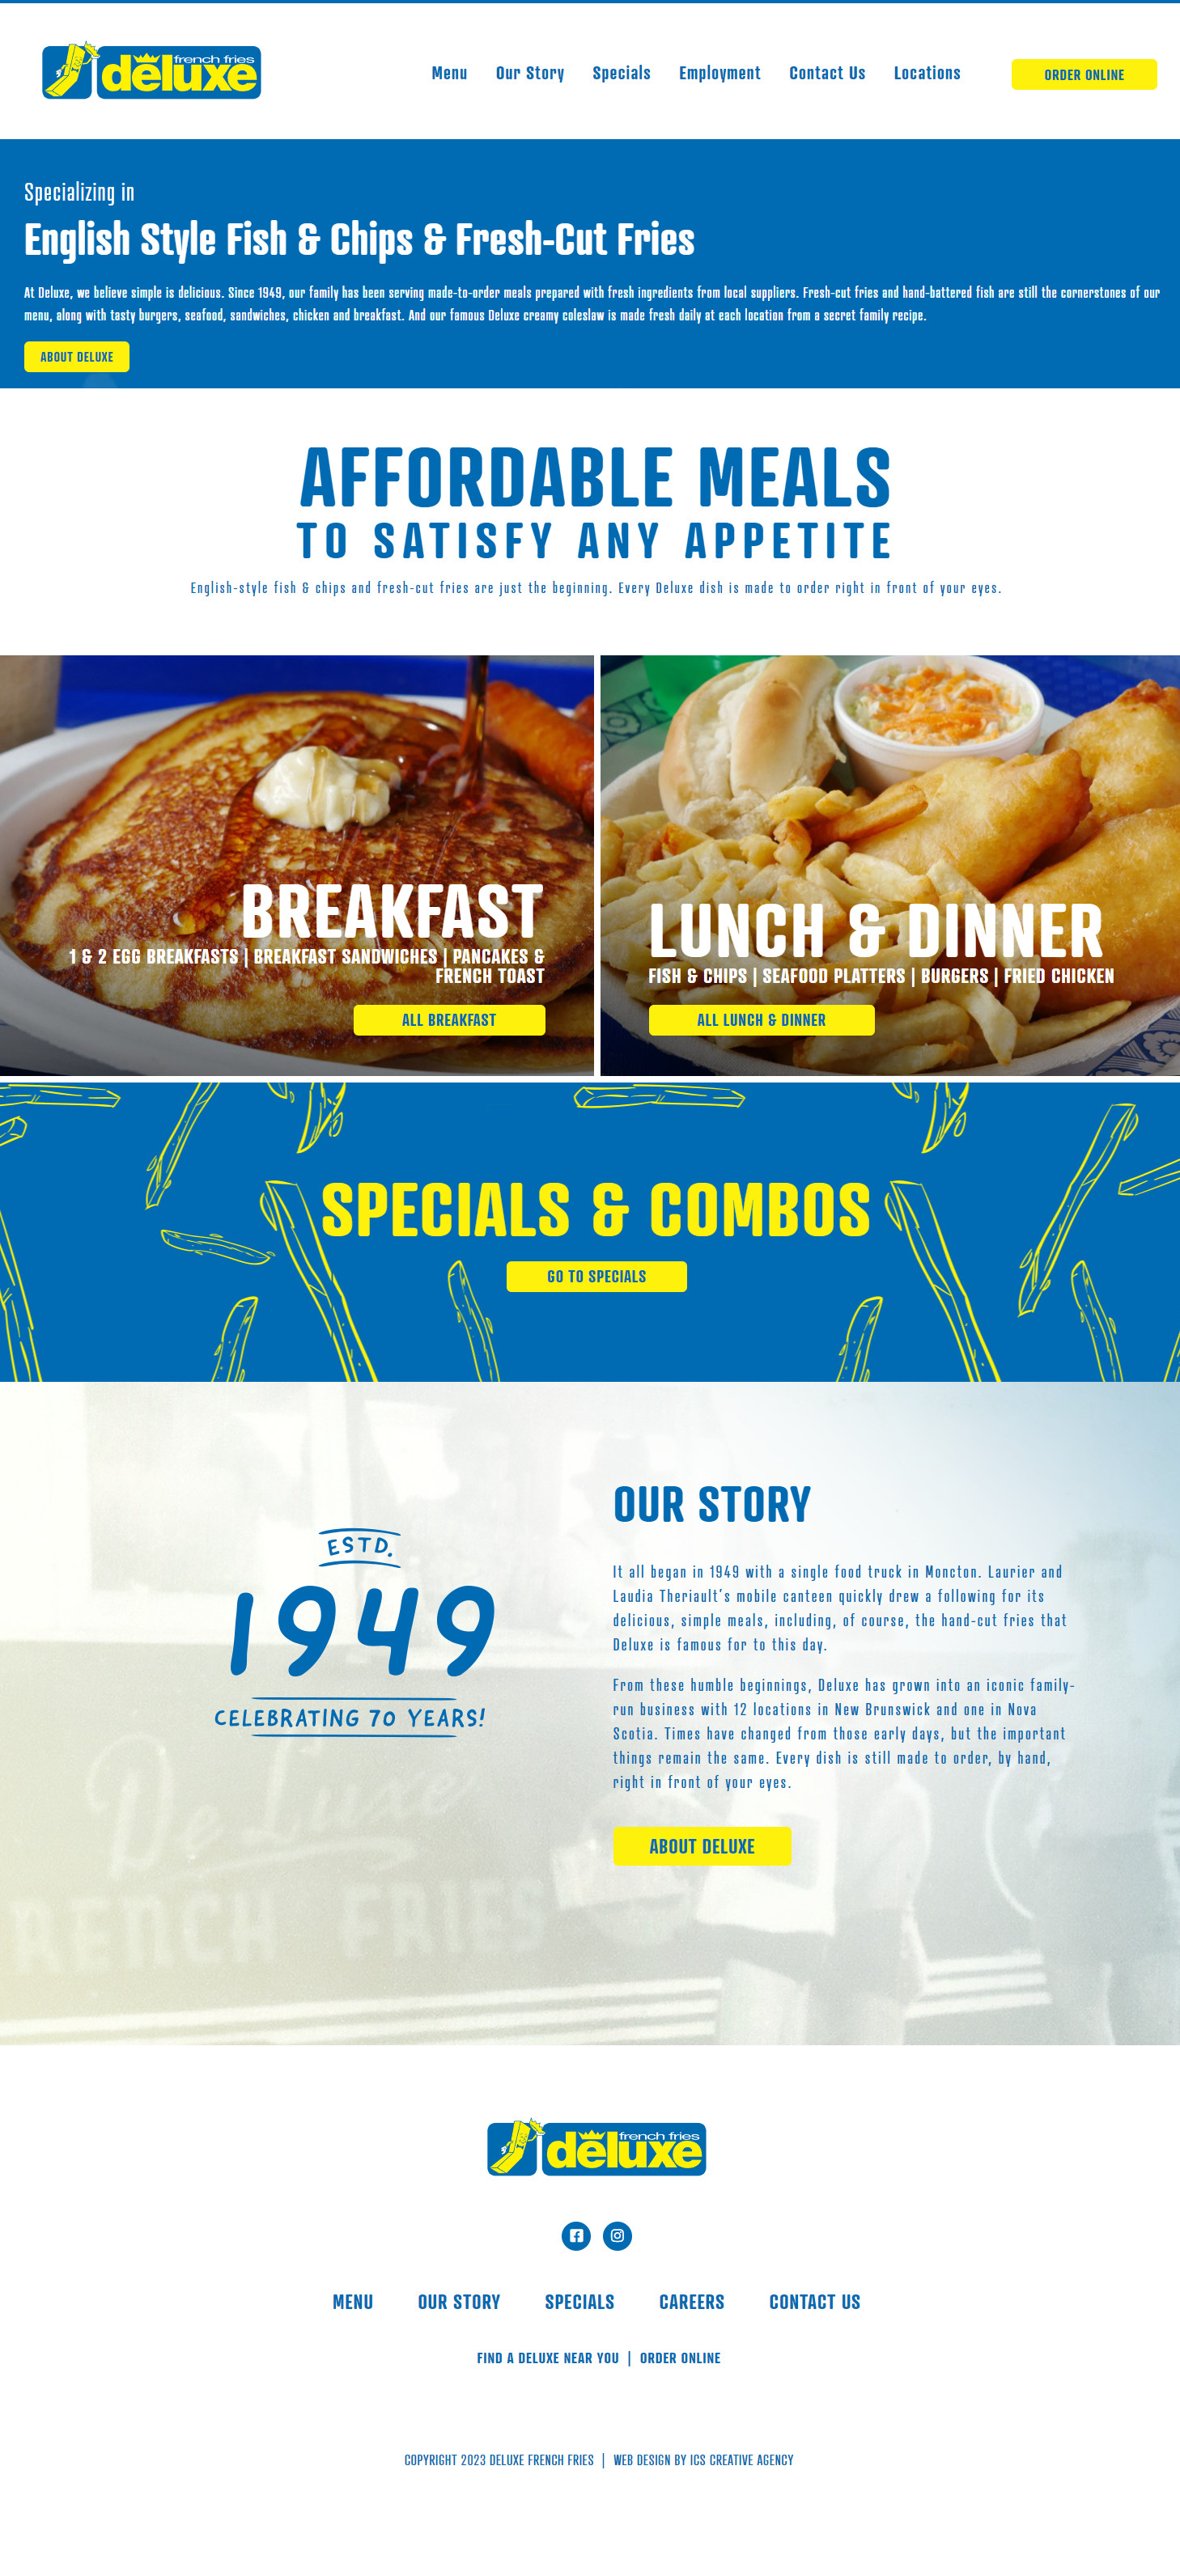 french fries
deluxe
Menu Our Story Specials Employment Contact Us Locations ORDER ONLINE
Specializing in
English Style Fish & Chips & Fresh-Cut Fries
At Deluxe, we believe simple is delicious. Since 1949, our family has been serving made-to-order meals prepared with fresh ingredients from local suppliers. Fresh-cut fries and hand-battered fish are still the cornerstones of our
menu, along with tasty burgers, seafood, sandwiches, chicken and breakfast. And our famous Deluxe creamy coleslaw is made fresh daily at each location from a secret family recipe.
ABOUT DELUXE
AFFORDABLE MEALS
TO SATISFY ANY APPETITE
English-style fish & chips and fresh-cut fries are just the beginning. Every Deluxe dish is made to order right in front of your eyes.
BREAKFAST
1 & 2 EGG BREAKFASTS | BREAKFAST SANDWICHES | PANCAKES &
FRENCH TOAST
ALL BREAKFAST
LUNCH & DINNER
FISH & CHIPS | SEAFOOD PLATTERS | BURGERS | FRIED CHICKEN
ALL LUNCH & DINNER
SPECIALS & COMBOS
GO TO SPECIALS
ESTD.
1949
CELEBRATING 70 YEARS!
De Luxe
FRENCH FRIES
OUR STORY
It all began in 1949 with a single food truck in Moncton. Laurier and
Laudia Theriault's mobile canteen quickly drew a following for its
delicious, simple meals, including, of course, the hand-cut fries that
Deluxe is famous for to this day.
From these humble beginnings, Deluxe has grown into an iconic family-
run business with 12 locations in New Brunswick and one in Nova
Scotia. Times have changed from those early days, but the important
things remain the same. Every dish is still made to order, by hand,
right in front of your eyes.
ABOUT DELUXE
french fries
deluxe
MENU OUR STORY SPECIALS CAREERS CONTACT US
FIND A DELUXE NEAR YOU | ORDER ONLINE
COPYRIGHT 2023 DELUXE FRENCH FRIES | WEB DESIGN BY ICS CREATIVE AGENCY